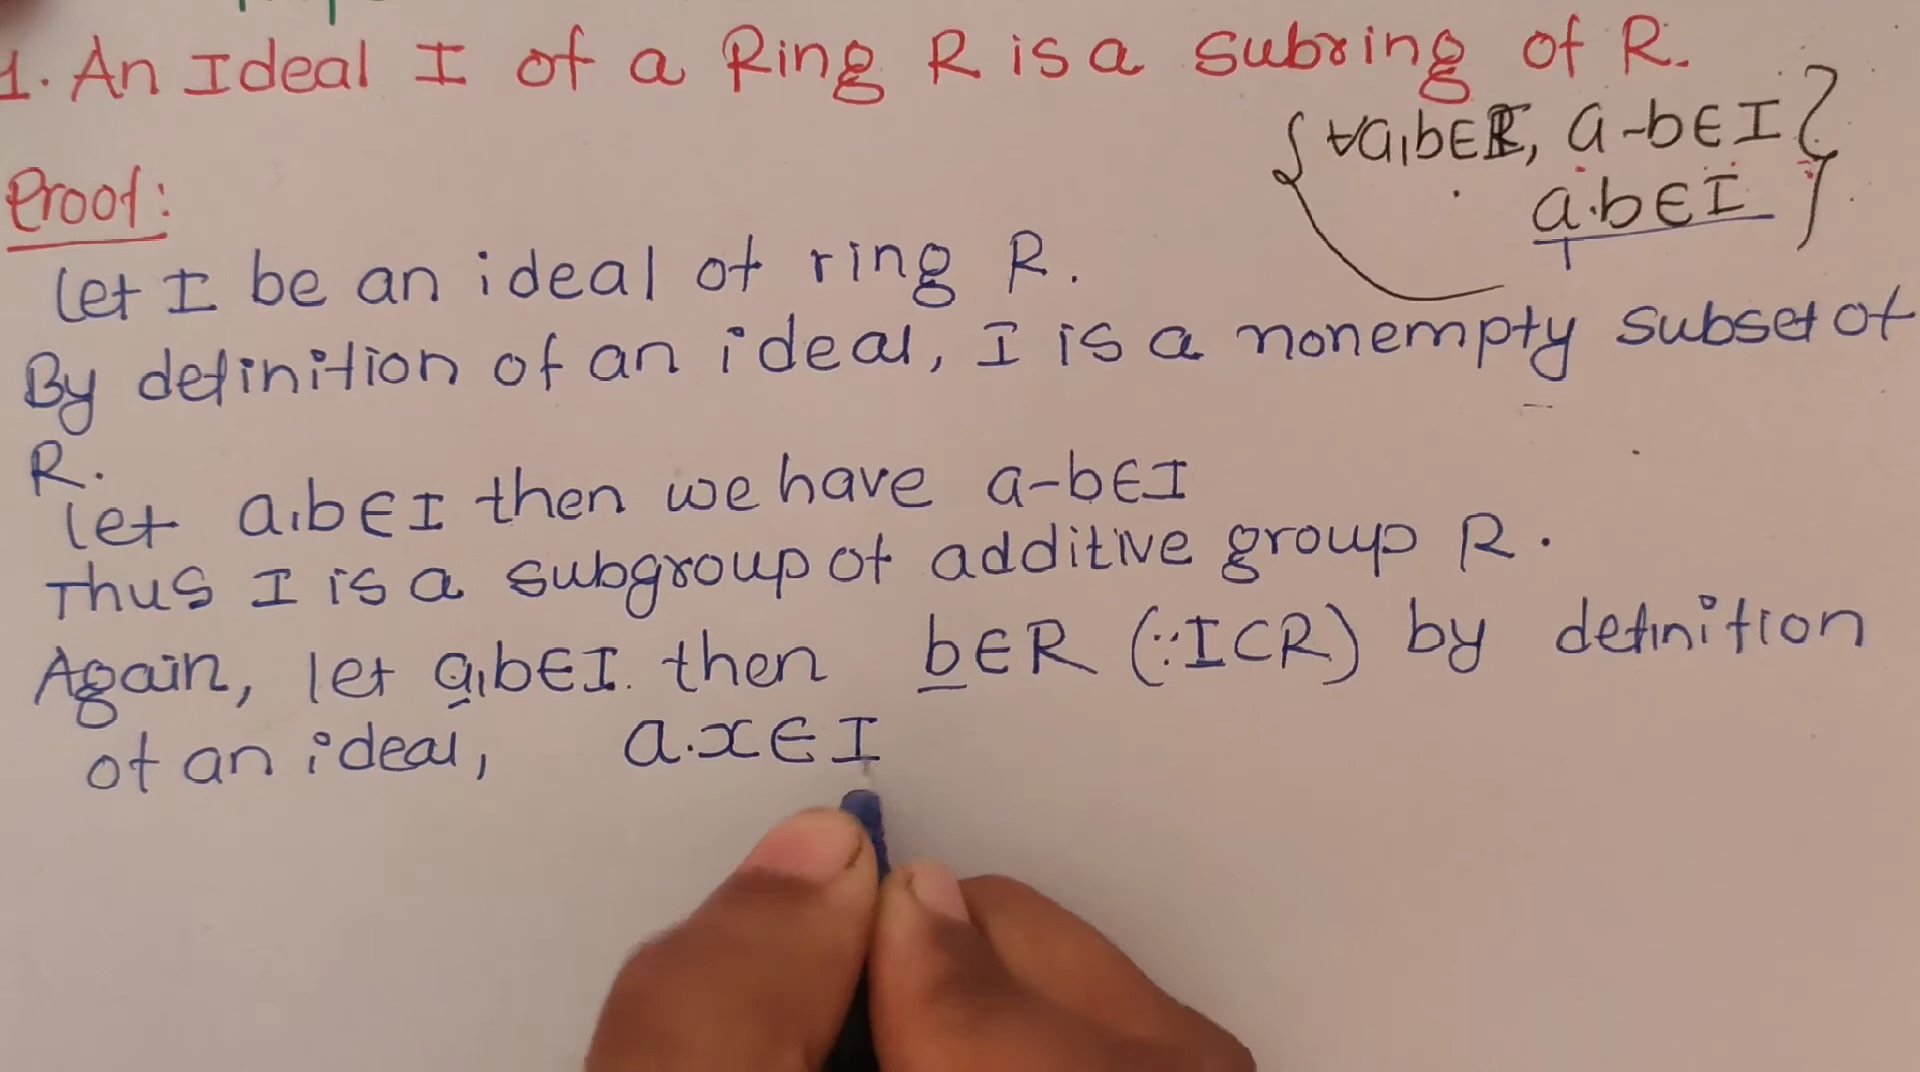 1. An Ideal I of a Ring R is a subring of R.
{ ∀a,b∈I, a-b∈I }
a.b∈I
Proof:
Let I be an ideal of ring R.
By definition of an ideal, I is a nonempty subset of
R.
let a,b∈I then we have a-b∈I
Thus I is a subgroup of additive group R.
Again, let a,b∈I. then b∈R (∵I⊂R) by definition
of an ideal, a.x∈I